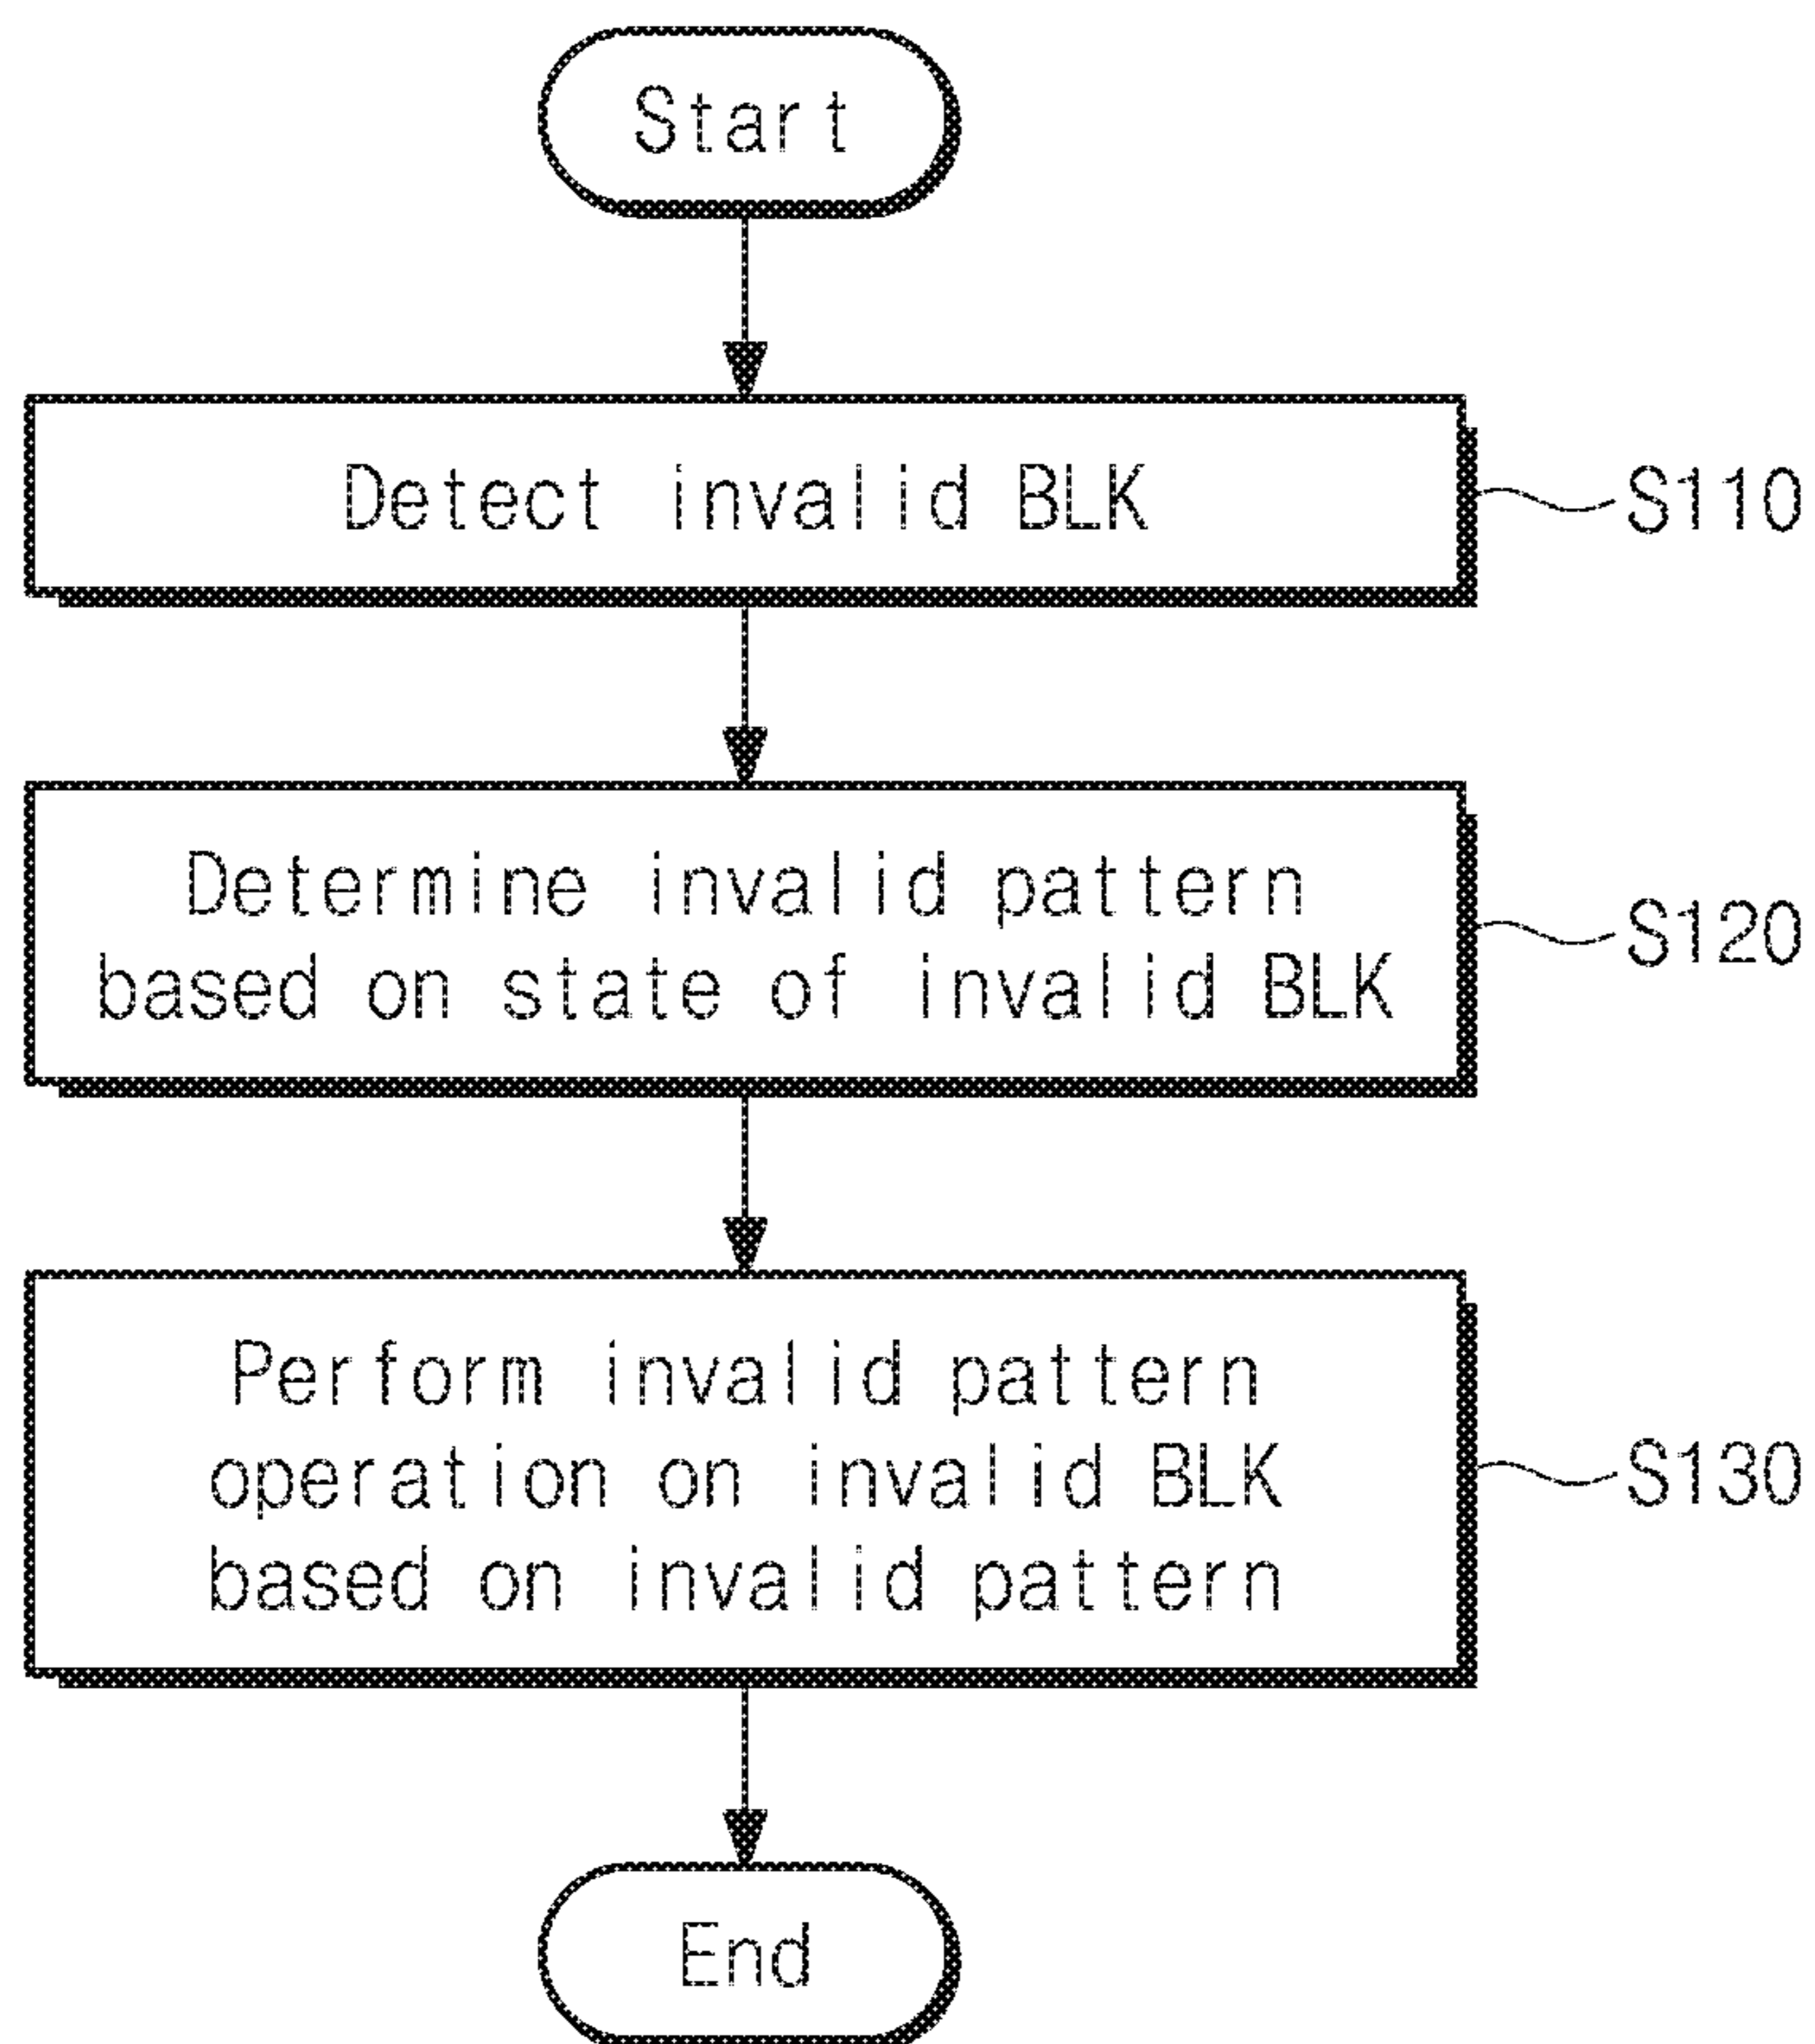 Start
Detect invalid BLK
S110
Determine invalid pattern
based on state of invalid BLK
S120
Perform invalid pattern
operation on invalid BLK
based on invalid pattern
S130
End